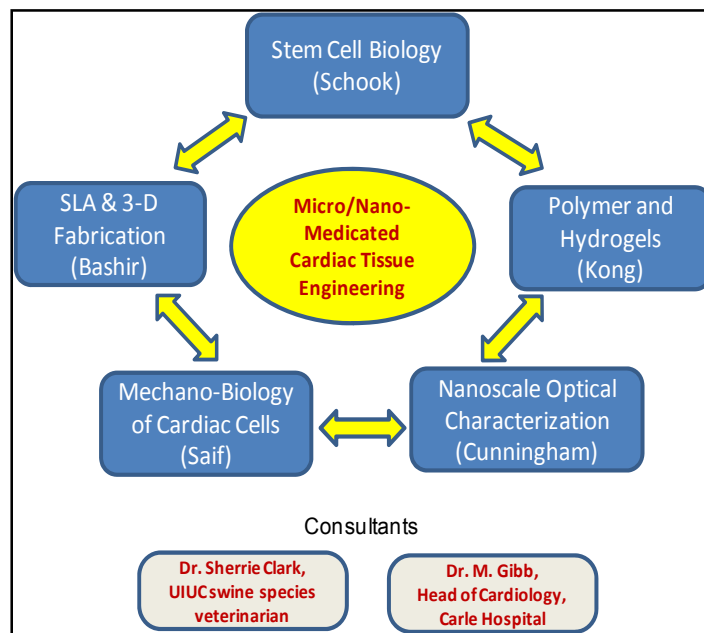 Stem Cell Biology
(Schook)
SLA & 3-D
Fabrication
(Bashir)
Micro/Nano-
Medicated
Cardiac Tissue
Engineering
Polymer and
Hydrogels
(Kong)
Mechano-Biology
of Cardiac Cells
(Saif)
Nanoscale Optical
Characterization
(Cunningham)
Consultants
Dr. Sherrie Clark,
UIUC swine species
veterinarian
Dr. M. Gibb,
Head of Cardiology,
Carle Hospital